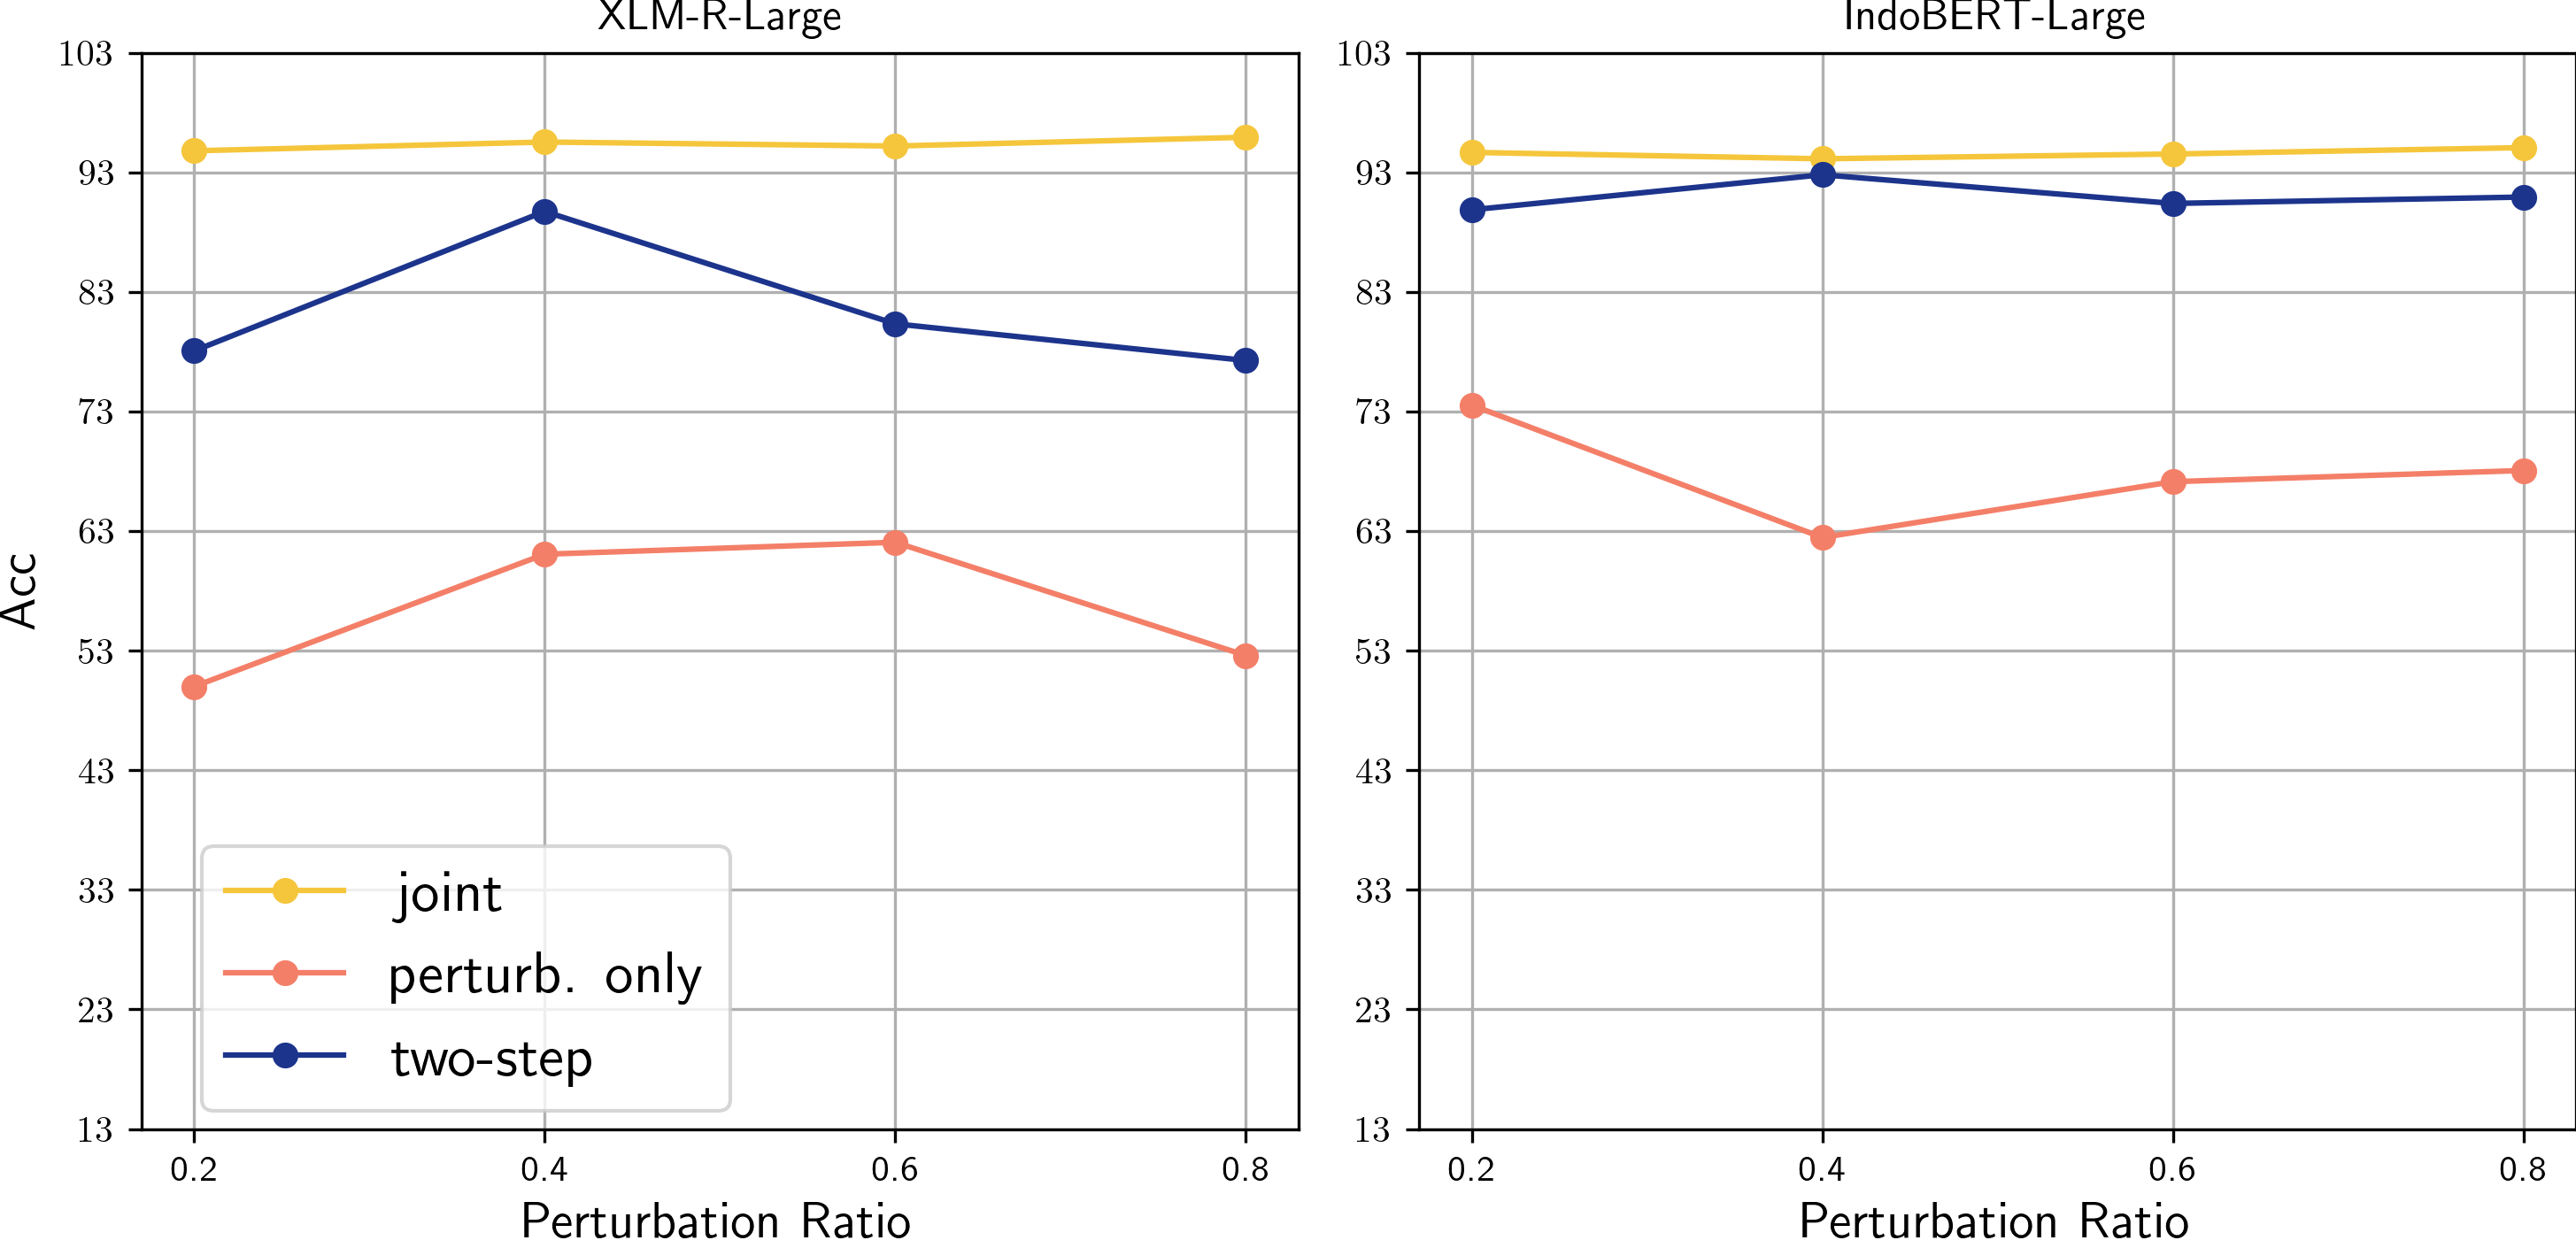 XLM-R-Large
103
93
83
73
63
53
43
33
23
13
Acc
joint
perturb. only
two-step
0.2 0.4 0.6 0.8
Perturbation Ratio
IndoBERT-Large
103
93
83
73
63
53
43
33
23
13
0.2 0.4 0.6 0.8
Perturbation Ratio